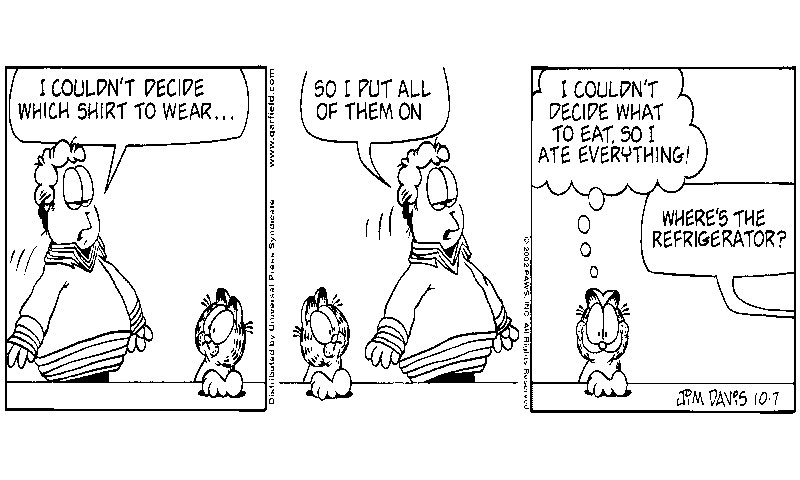 I COULDN'T DECIDE
WHICH SHIRT TO WEAR...
www.garfield.com
Distributed by Universal Press Syndicate
SO I PUT ALL
OF THEM ON
© 2002 PAWS, INC. All Rights Reserved
I COULDN'T
DECIDE WHAT
TO EAT, SO I
ATE EVERYTHING!
WHERE'S THE
REFRIGERATOR?
JIM DAVIS 10·7